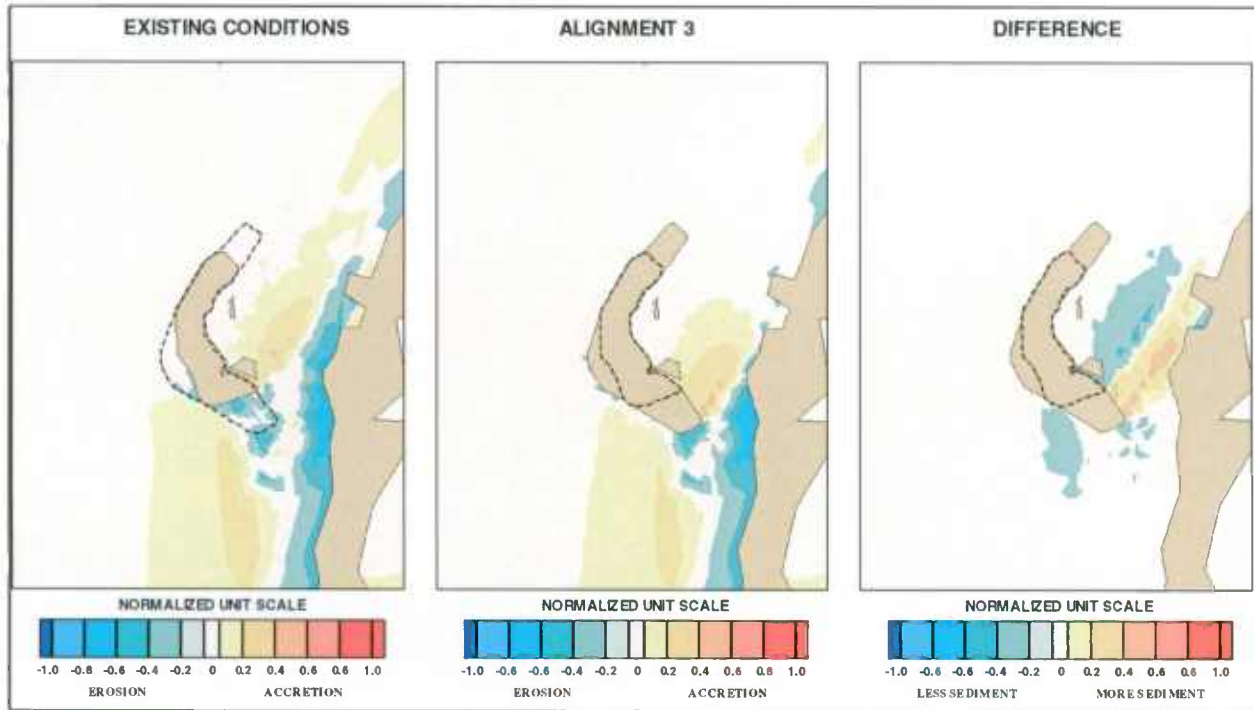 EXISTING CONDITIONS
ALIGNMENT 3
DIFFERENCE
NORMALIZED UNIT SCALE
-1.0 -0.8 -0.6 -0.4 -0.2 0 0.2 0.4 0.6 0.8 1.0
EROSION ACCRETION
NORMALIZED UNIT SCALE
-1.0 -0.8 -0.6 -0.4 -0.2 0 0.2 0.4 0.6 0.8 1.0
EROSION ACCRETION
NORMALIZED UNIT SCALE
-1.0 -0.8 -0.6 -0.4 -0.2 0 0.2 0.4 0.6 0.8 1.0
LESS SEDIMENT MORE SEDIMENT